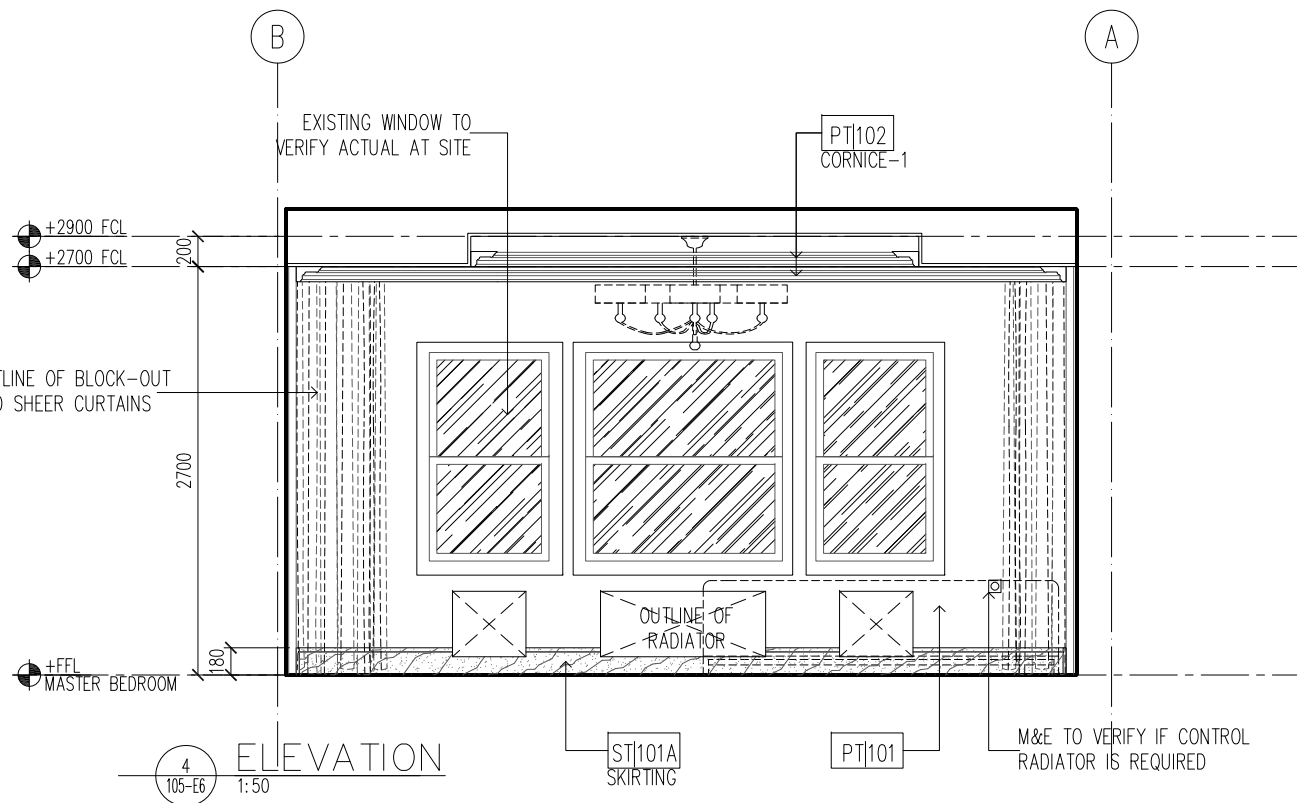 B
A
EXISTING WINDOW TO
VERIFY ACTUAL AT SITE
PT 102
CORNICE-1
+2900 FCL
200
+2700 FCL
TLINE OF BLOCK-OUT
SHEER CURTAINS
2700
OUTLINE OF
RADIATOR
180
+FFL
MASTER BEDROOM
4
105-E6
ELEVATION
1:50
ST 101A
SKIRTING
PT 101
M&E TO VERIFY IF CONTROL
RADIATOR IS REQUIRED